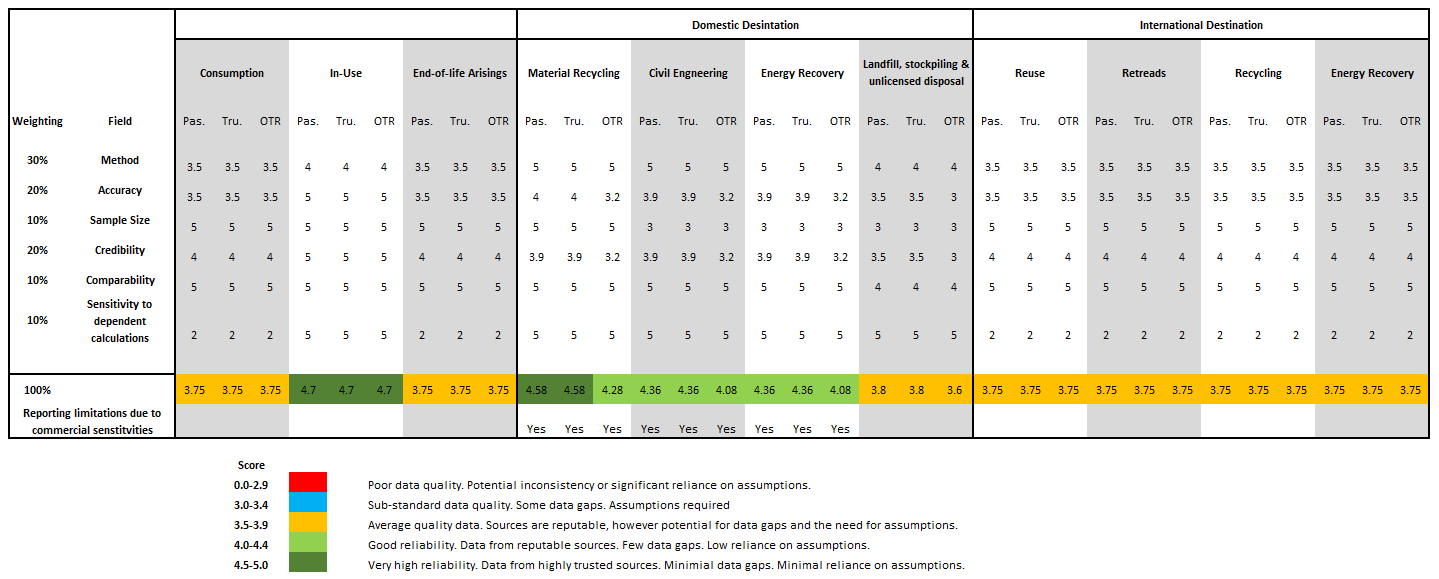 Domestic Desintation International Destination
Consumption In-Use End-of-life Arisings Material Recycling Civil Engneering Energy Recovery Landfill, stockpiling & unlicensed disposal Reuse Retreads Recycling Energy Recovery
Weighting Field Pas. Tru. OTR Pas. Tru. OTR Pas. Tru. OTR Pas. Tru. OTR Pas. Tru. OTR Pas. Tru. OTR Pas. Tru. OTR Pas. Tru. OTR Pas. Tru. OTR Pas. Tru. OTR Pas. Tru. OTR
30% Method 3.5 3.5 3.5 4 4 4 3.5 3.5 3.5 5 5 5 5 5 5 5 5 5 4 4 4 3.5 3.5 3.5 3.5 3.5 3.5 3.5 3.5 3.5 3.5 3.5 3.5
20% Accuracy 3.5 3.5 3.5 5 5 5 3.5 3.5 3.5 4 4 3.2 3.9 3.9 3.2 3.9 3.9 3.2 3.5 3.5 3 3.5 3.5 3.5 3.5 3.5 3.5 3.5 3.5 3.5 3.5 3.5 3.5
10% Sample Size 5 5 5 5 5 5 5 5 5 5 5 5 3 3 3 3 3 3 3 3 3 5 5 5 5 5 5 5 5 5 5 5 5
20% Credibility 4 4 4 5 5 5 4 4 4 3.9 3.9 3.2 3.9 3.9 3.2 3.9 3.9 3.2 3.5 3.5 3 4 4 4 4 4 4 4 4 4 4 4 4
10% Comparability 5 5 5 5 5 5 5 5 5 5 5 5 5 5 5 5 5 5 4 4 4 5 5 5 5 5 5 5 5 5 5 5 5
10% Sensitivity to dependent calculations 2 2 2 5 5 5 2 2 2 5 5 5 5 5 5 5 5 5 5 5 5 2 2 2 2 2 2 2 2 2 2 2 2
100% 3.75 3.75 3.75 4.7 4.7 4.7 3.75 3.75 3.75 4.58 4.58 4.28 4.36 4.36 4.08 4.36 4.36 4.08 3.8 3.8 3.6 3.75 3.75 3.75 3.75 3.75 3.75 3.75 3.75 3.75 3.75 3.75 3.75
Reporting limitations due to
commercial senstitvities Yes Yes Yes Yes Yes Yes Yes Yes Yes
Score
0.0-2.9 Poor data quality. Potential inconsistency or significant reliance on assumptions.
3.0-3.4 Sub-standard data quality. Some data gaps. Assumptions required
3.5-3.9 Average quality data. Sources are reputable, however potential for data gaps and the need for assumptions.
4.0-4.4 Good reliability. Data from reputable sources. Few data gaps. Low reliance on assumptions.
4.5-5.0 Very high reliability. Data from highly trusted sources. Minimial data gaps. Minimal reliance on assumptions.